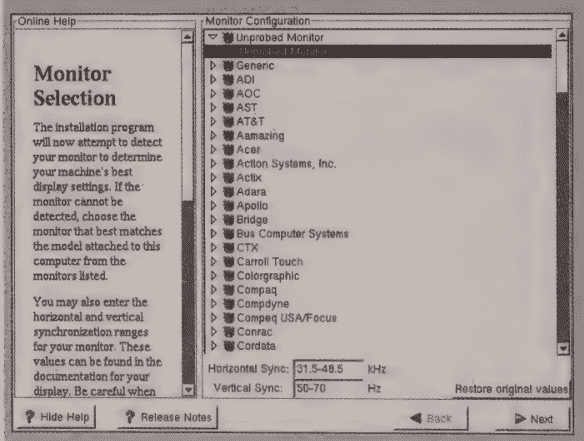 Online Help
Monitor
Selection
The installation program
will now attempt to detect
your monitor to determine
your machine's best
display settings. If the
monitor cannot be
detected, choose the
monitor that best matches
the model attached to this
computer from the
monitors listed.
You may also enter the
horizontal and vertical
synchronization ranges
for your monitor. These
values can be found in the
documentation for your
display. Be careful when
Monitor Configuration
Unprobed Monitor
Unprobed Monitor
Generic
ADI
AOC
AST
AT&T
Aamazing
Acer
Action Systems, Inc.
Actix
Adara
Apollo
Bridge
Bus Computer Systems
CTX
Carroll Touch
Colorgraphic
Compaq
Compdyne
Compeq USA/Focus
Conrac
Cordata
Horizontal Sync: 31.5-48.5 kHz
Vertical Sync: 50-70 Hz
Restore original values
Hide Help
Release Notes
Back
Next